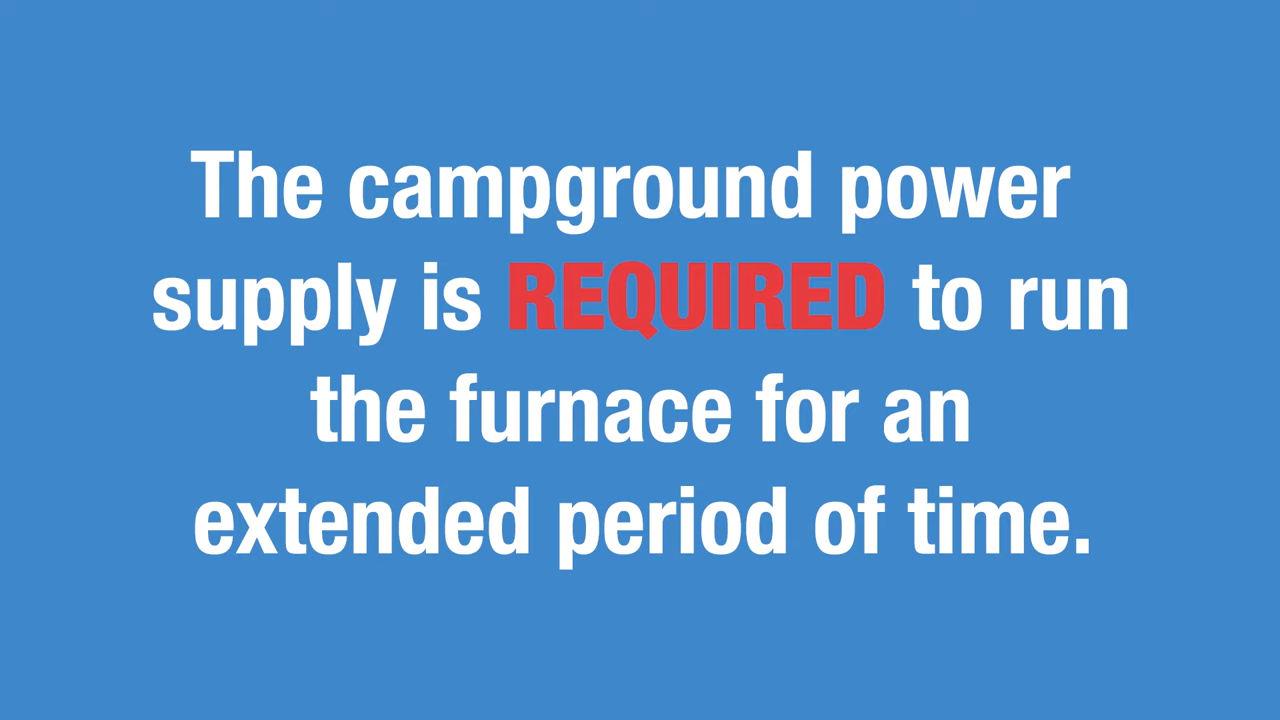 The campground power
supply is REQUIRED to run
the furnace for an
extended period of time.